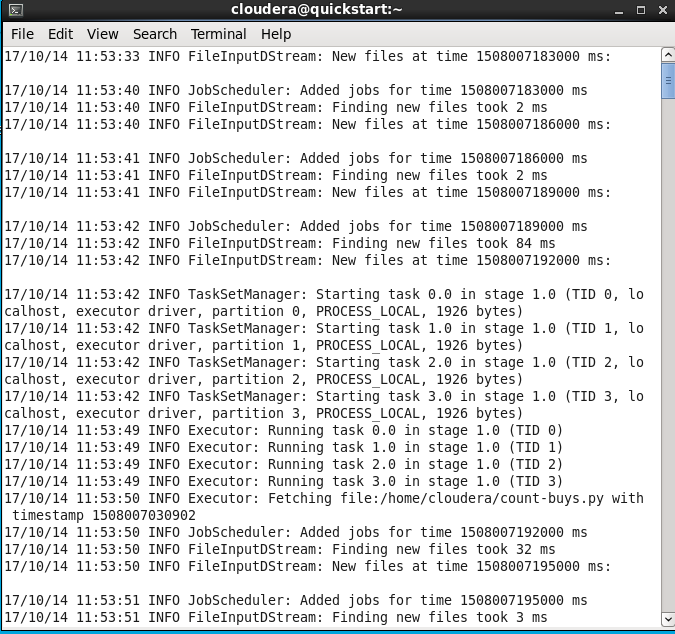 cloudera@quickstart:~
File Edit View Search Terminal Help
17/10/14 11:53:33 INFO FileInputDStream: New files at time 1508007183000 ms:
17/10/14 11:53:40 INFO JobScheduler: Added jobs for time 1508007183000 ms
17/10/14 11:53:40 INFO FileInputDStream: Finding new files took 2 ms
17/10/14 11:53:40 INFO FileInputDStream: New files at time 1508007186000 ms:
17/10/14 11:53:41 INFO JobScheduler: Added jobs for time 1508007186000 ms
17/10/14 11:53:41 INFO FileInputDStream: Finding new files took 2 ms
17/10/14 11:53:41 INFO FileInputDStream: New files at time 1508007189000 ms:
17/10/14 11:53:42 INFO JobScheduler: Added jobs for time 1508007189000 ms
17/10/14 11:53:42 INFO FileInputDStream: Finding new files took 84 ms
17/10/14 11:53:42 INFO FileInputDStream: New files at time 1508007192000 ms:
17/10/14 11:53:42 INFO TaskSetManager: Starting task 0.0 in stage 1.0 (TID 0, lo
calhost, executor driver, partition 0, PROCESS_LOCAL, 1926 bytes)
17/10/14 11:53:42 INFO TaskSetManager: Starting task 1.0 in stage 1.0 (TID 1, lo
calhost, executor driver, partition 1, PROCESS_LOCAL, 1926 bytes)
17/10/14 11:53:42 INFO TaskSetManager: Starting task 2.0 in stage 1.0 (TID 2, lo
calhost, executor driver, partition 2, PROCESS_LOCAL, 1926 bytes)
17/10/14 11:53:42 INFO TaskSetManager: Starting task 3.0 in stage 1.0 (TID 3, lo
calhost, executor driver, partition 3, PROCESS_LOCAL, 1926 bytes)
17/10/14 11:53:49 INFO Executor: Running task 0.0 in stage 1.0 (TID 0)
17/10/14 11:53:49 INFO Executor: Running task 1.0 in stage 1.0 (TID 1)
17/10/14 11:53:49 INFO Executor: Running task 2.0 in stage 1.0 (TID 2)
17/10/14 11:53:49 INFO Executor: Running task 3.0 in stage 1.0 (TID 3)
17/10/14 11:53:50 INFO Executor: Fetching file:/home/cloudera/count-buys.py with
timestamp 1508007030902
17/10/14 11:53:50 INFO JobScheduler: Added jobs for time 1508007192000 ms
17/10/14 11:53:50 INFO FileInputDStream: Finding new files took 32 ms
17/10/14 11:53:50 INFO FileInputDStream: New files at time 1508007195000 ms:
17/10/14 11:53:51 INFO JobScheduler: Added jobs for time 1508007195000 ms
17/10/14 11:53:51 INFO FileInputDStream: Finding new files took 3 ms